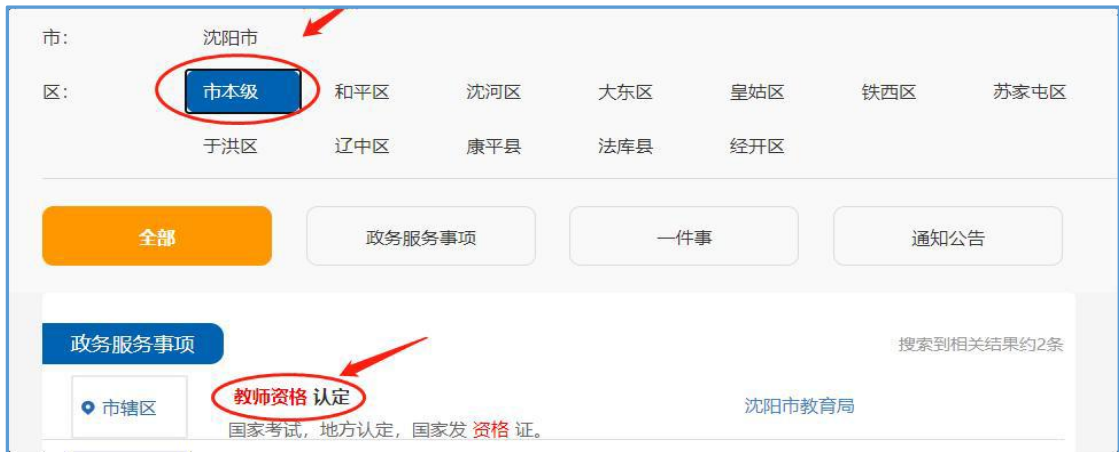 市： 沈阳市
区： 市本级 和平区 沈河区 大东区 皇姑区 铁西区 苏家屯区
于洪区 辽中区 康平县 法库县 经开区
全部 政务服务事项 一件事 通知公告
政务服务事项 搜索到相关结果约2条
市辖区 教师资格 认定 沈阳市教育局
国家考试，地方认定，国家发 资格 证。